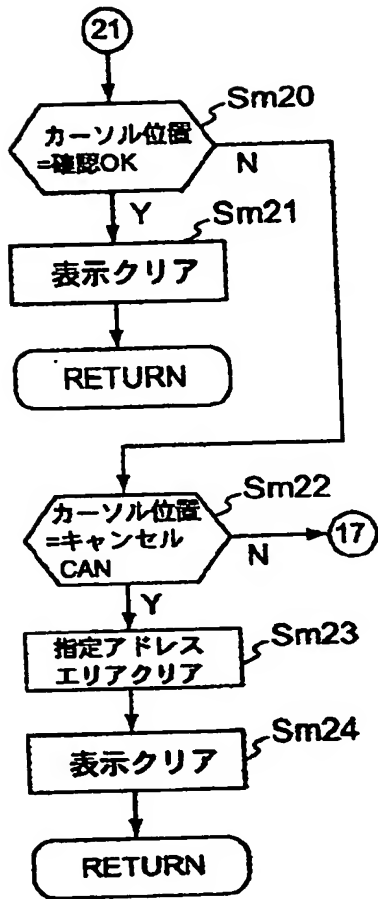 21
Sm20
カーソル位置
=確認OK
N
Y
Sm21
表示クリア
RETURN
Sm22
カーソル位置
=キャンセル
CAN
N
17
Y
Sm23
指定アドレス
エリアクリア
Sm24
表示クリア
RETURN